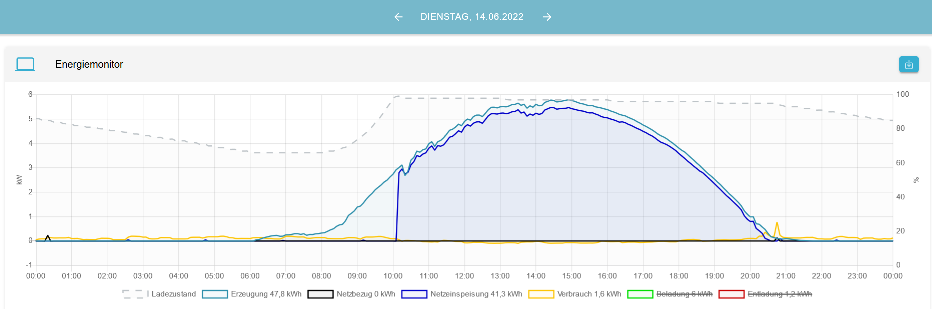 DIENSTAG, 14.06.2022
Energiemonitor
6 100
5
80
4
kW 3 60 %
2 40
1
20
0
-1 0
00:00 01:00 02:00 03:00 04:00 05:00 06:00 07:00 08:00 09:00 10:00 11:00 12:00 13:00 14:00 15:00 16:00 17:00 18:00 19:00 20:00 21:00 22:00 23:00 00:00
Ladezustand Erzeugung 47,8 kWh Netzbezug 0 kWh Netzeinspeisung 41,3 kWh Verbrauch 1,6 kWh Beladung 6 kWh Entladung 1,2 kWh